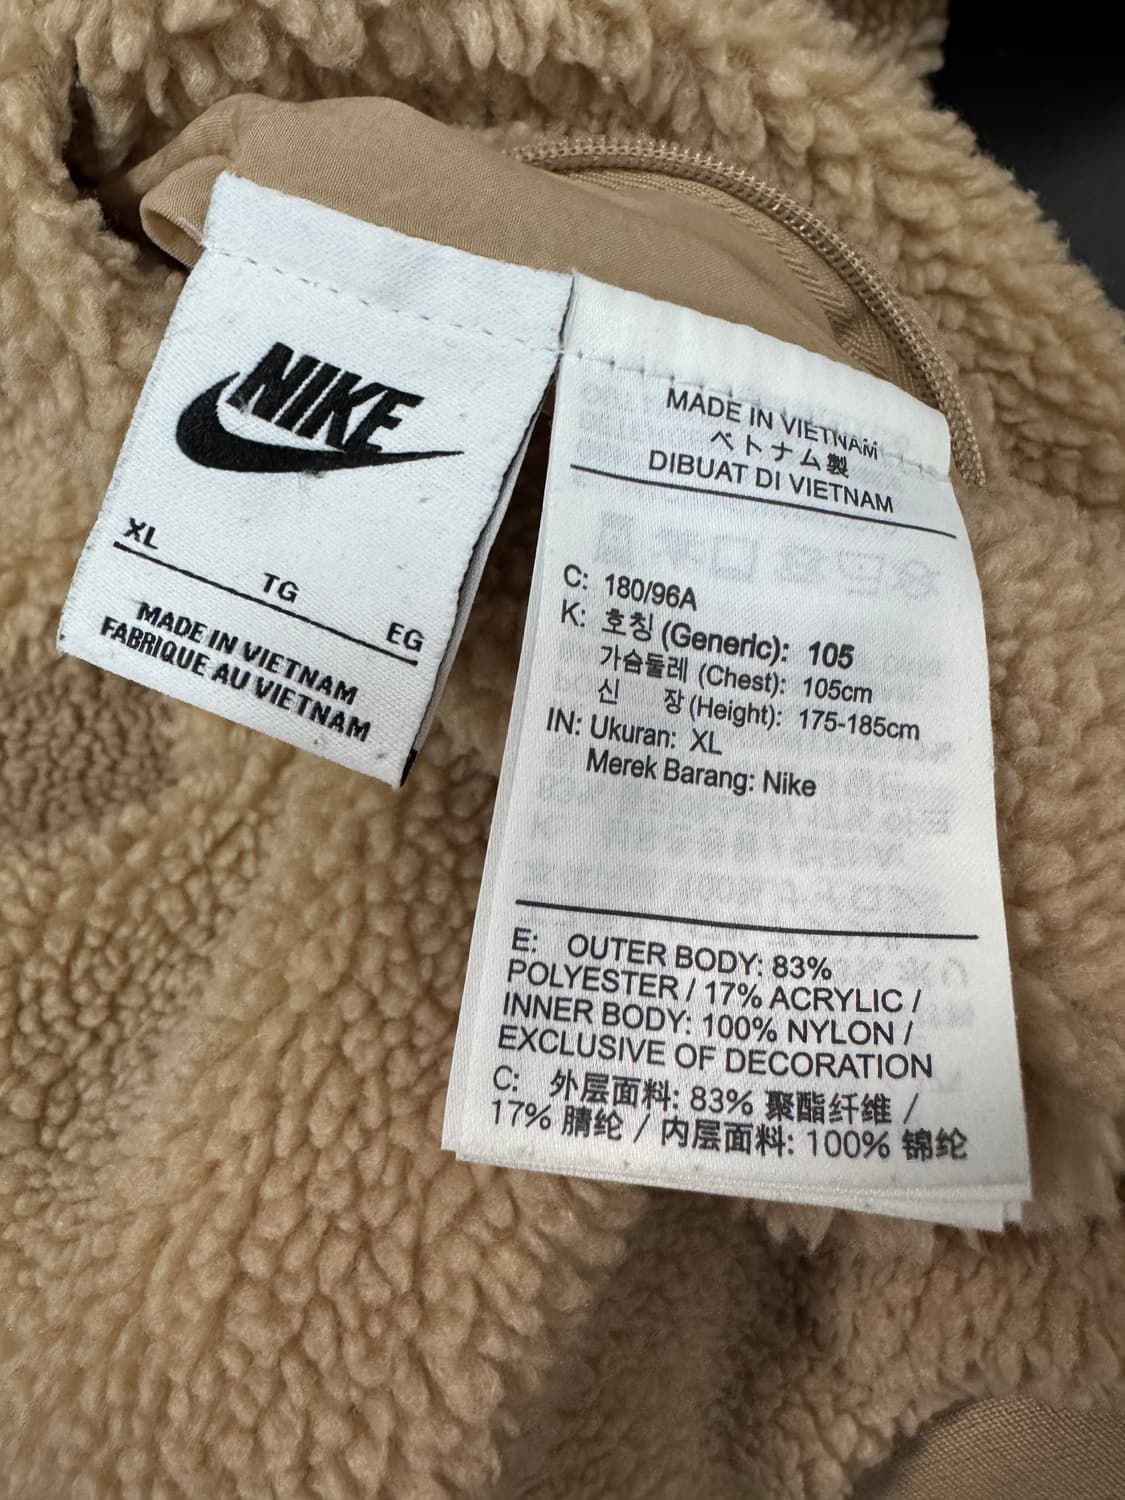 NIKE
XL
TG
EG
MADE IN VIETNAM
FABRIQUE AU VIETNAM
MADE IN VIETNAM
ベトナム製
DIBUAT DI VIETNAM
C: 180/96A
K: 호칭 (Generic): 105
가슴둘레 (Chest): 105cm
신 장 (Height): 175-185cm
IN: Ukuran: XL
Merek Barang: Nike
E: OUTER BODY: 83%
POLYESTER / 17% ACRYLIC /
INNER BODY: 100% NYLON /
EXCLUSIVE OF DECORATION
C: 外层面料: 83% 聚酯纤维 /
17% 腈纶 / 内层面料: 100% 锦纶